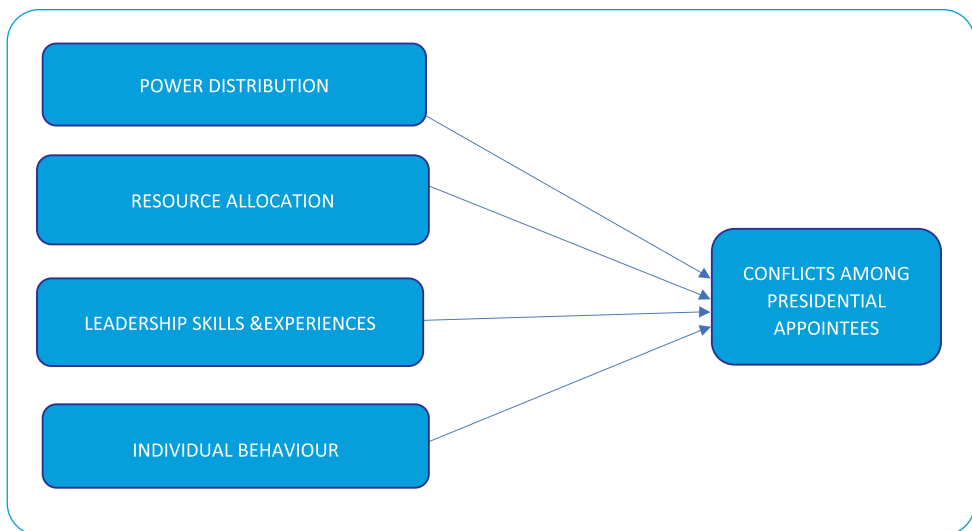 POWER DISTRIBUTION
RESOURCE ALLOCATION
LEADERSHIP SKILLS &EXPERIENCES
INDIVIDUAL BEHAVIOUR
CONFLICTS AMONG
PRESIDENTIAL
APPOINTEES